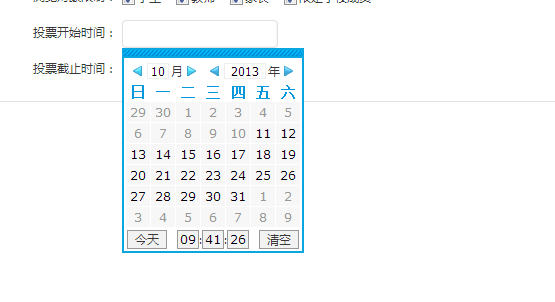 投票开始时间：
投票截止时间：
10 月 2013 年
日 一 二 三 四 五 六
29 30 1 2 3 4 5
6 7 8 9 10 11 12
13 14 15 16 17 18 19
20 21 22 23 24 25 26
27 28 29 30 31 1 2
3 4 5 6 7 8 9
今天 09:41:26 清空